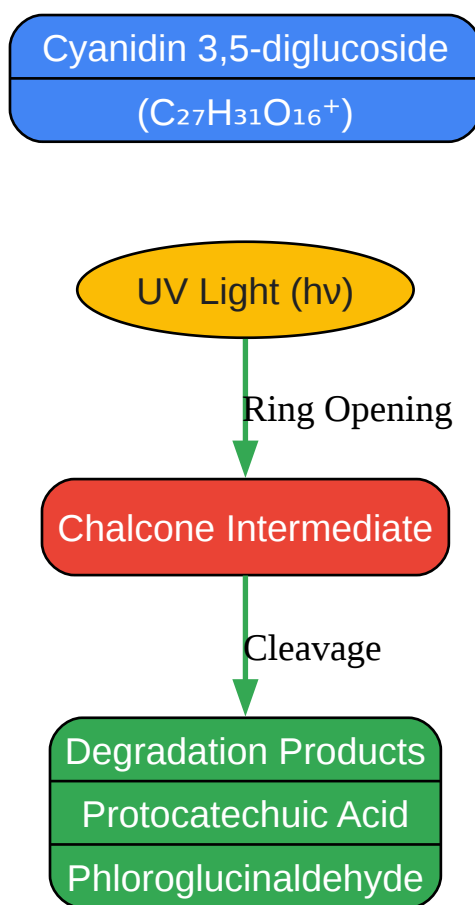 Cyanidin 3,5-diglucoside
(C₂₇H₃₁O₁₆⁺)
UV Light (hν)
Ring Opening
Chalcone Intermediate
Cleavage
Degradation Products
Protocatechuic Acid
Phloroglucinaldehyde